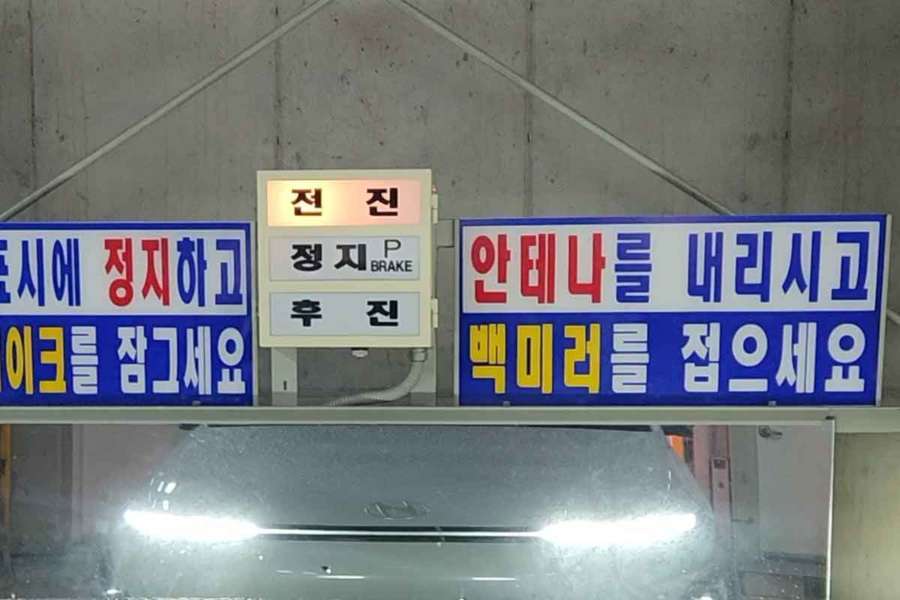 표시에 정지하고
이크를 잠그세요
전진
정지 P BRAKE
후진
안테나를 내리시고
백미러를 접으세요